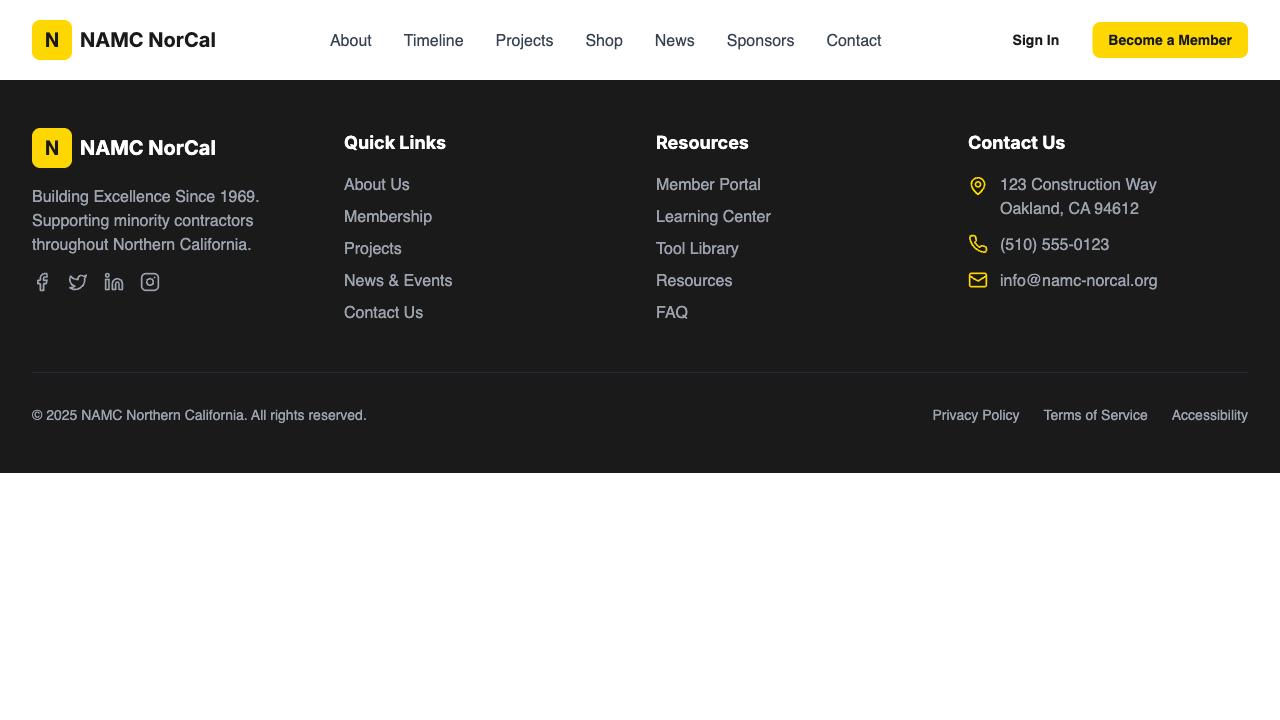 N NAMC NorCal
About Timeline Projects Shop News Sponsors Contact
Sign In
Become a Member
N NAMC NorCal
Building Excellence Since 1969.
Supporting minority contractors
throughout Northern California.
Quick Links
About Us
Membership
Projects
News & Events
Contact Us
Resources
Member Portal
Learning Center
Tool Library
Resources
FAQ
Contact Us
123 Construction Way
Oakland, CA 94612
(510) 555-0123
info@namc-norcal.org
© 2025 NAMC Northern California. All rights reserved.
Privacy Policy Terms of Service Accessibility